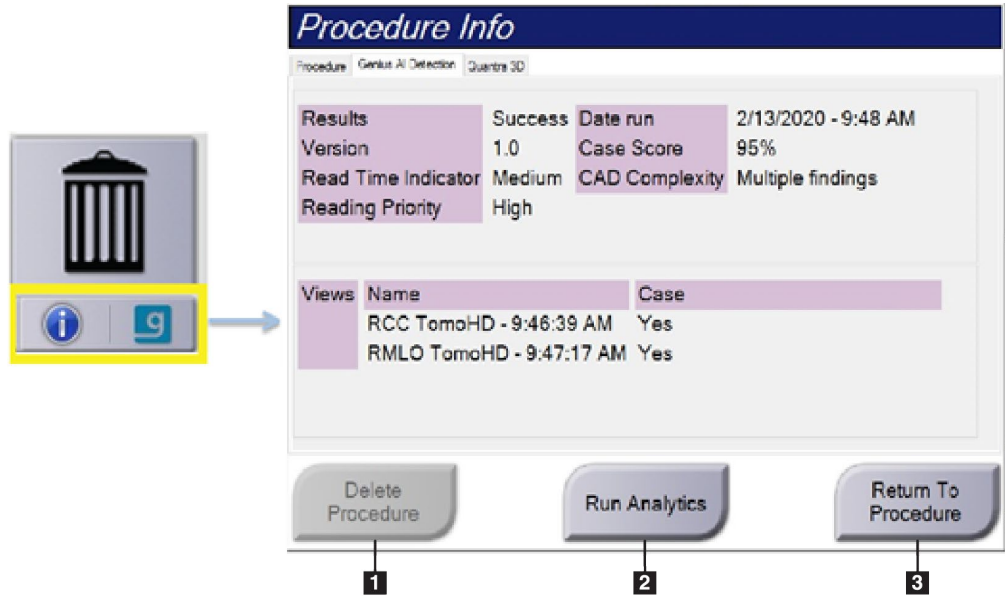 Procedure Info
Procedure Genius AI Detection Quantra 3D
Results Success Date run 2/13/2020 - 9:48 AM
Version 1.0 Case Score 95%
Read Time Indicator Medium CAD Complexity Multiple findings
Reading Priority High
Views Name Case
RCC TomoHD - 9:46:39 AM Yes
RMLO TomoHD - 9:47:17 AM Yes
i g
Delete Procedure Run Analytics Return To Procedure
1 2 3